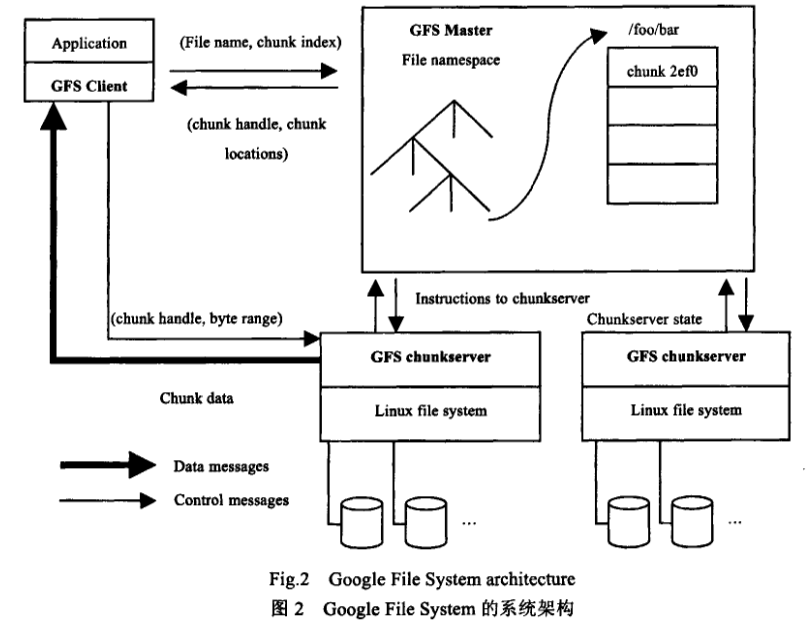 Application
GFS Client
(File name, chunk index)
(chunk handle, chunk
locations)
GFS Master
File namespace
/foo/bar
chunk 2ef0
Instructions to chunkserver
Chunkserver state
(chunk handle, byte range)
GFS chunkserver
Linux file system
GFS chunkserver
Linux file system
Chunk data
Data messages
Control messages
...
...
Fig.2 Google File System architecture
图 2 Google File System 的系统架构